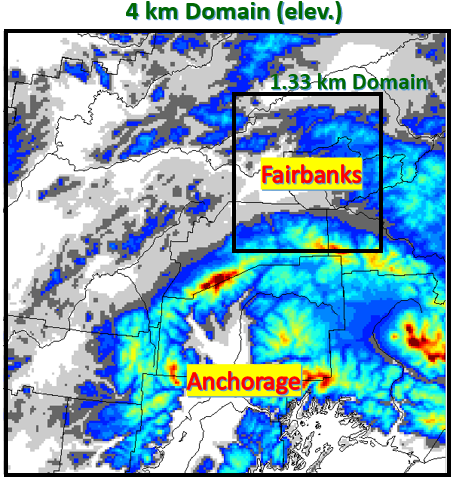 4 km Domain (elev.)
1.33 km Domain
Fairbanks
Anchorage